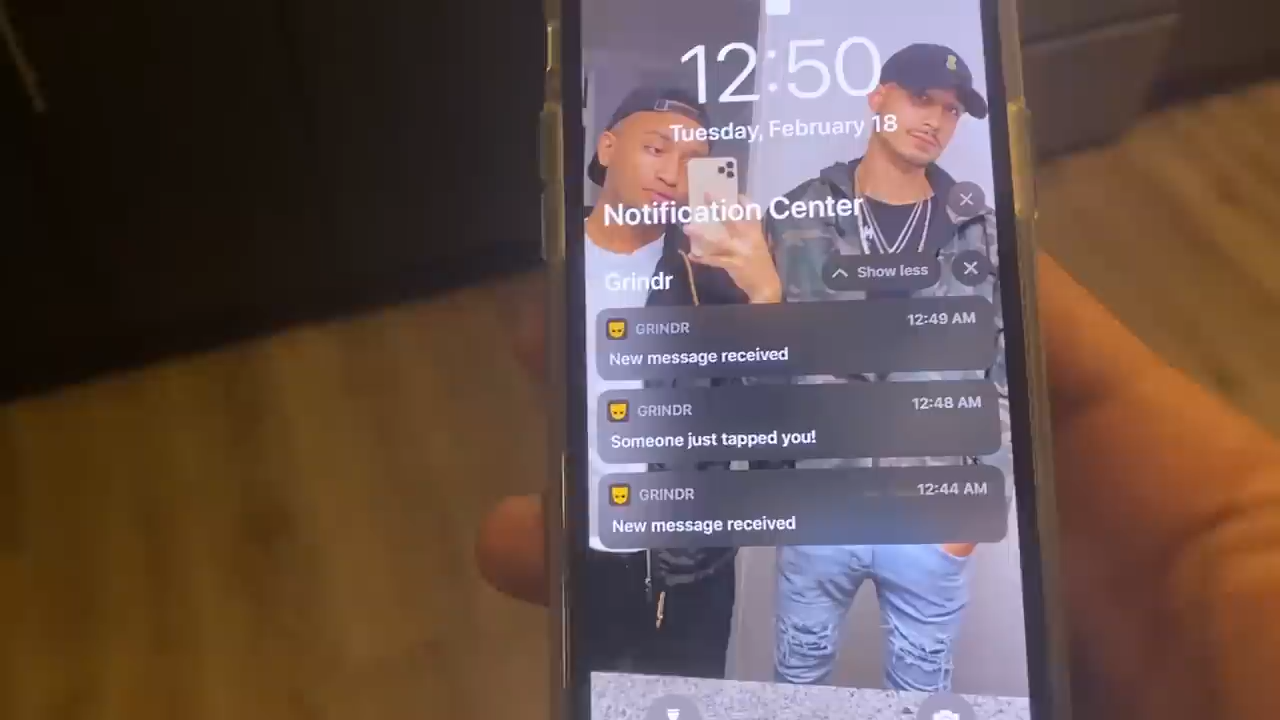 12:50
Tuesday, February 18
Notification Center
Grindr
Show less
GRINDR
12:49 AM
New message received
GRINDR
12:48 AM
Someone just tapped you!
GRINDR
12:44 AM
New message received